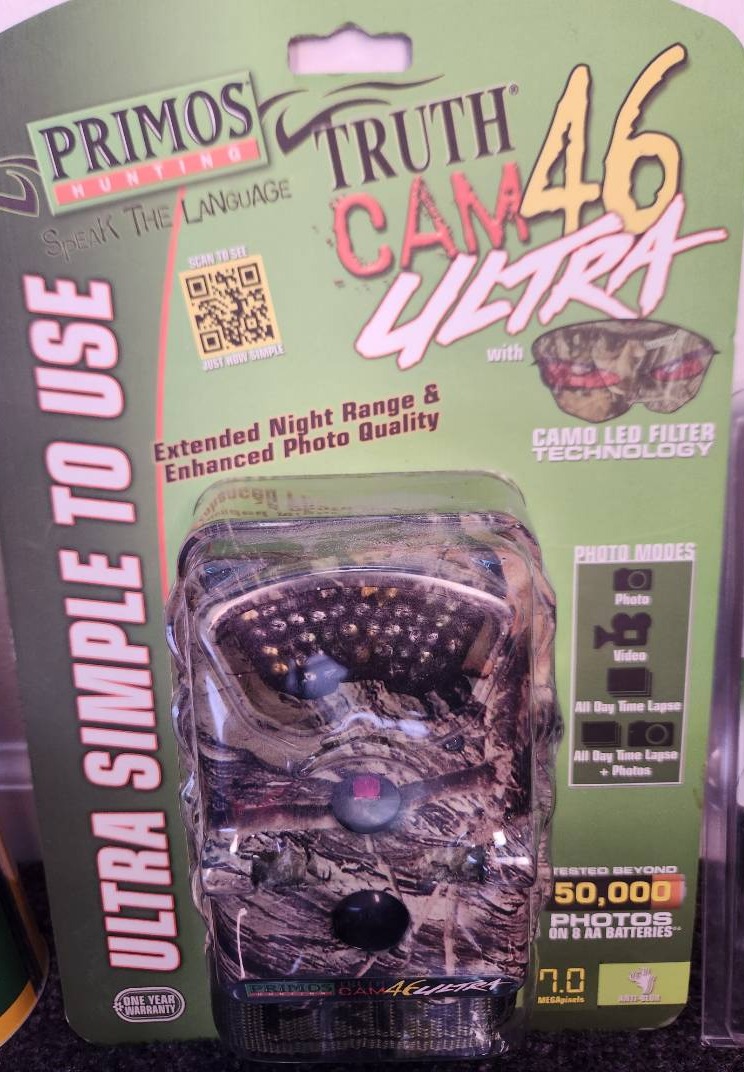 PRIMOS
HUNTING
SPEAK THE LANGUAGE
TRUTH®
CAM 46
ULTRA
SCAN TO SEE
JUST HOW SIMPLE
with
CAMO LED FILTER
TECHNOLOGY
Extended Night Range &
Enhanced Photo Quality
ULTRA SIMPLE TO USE
PHOTO MODES
Photo
Video
All Day Time Lapse
All Day Time Lapse
+ Photos
TESTED BEYOND
50,000
PHOTOS
ON 8 AA BATTERIES**
7.0
MEGApixels
ONE YEAR
WARRANTY
PRIMOS
HUNTING
CAM 46 ULTRA